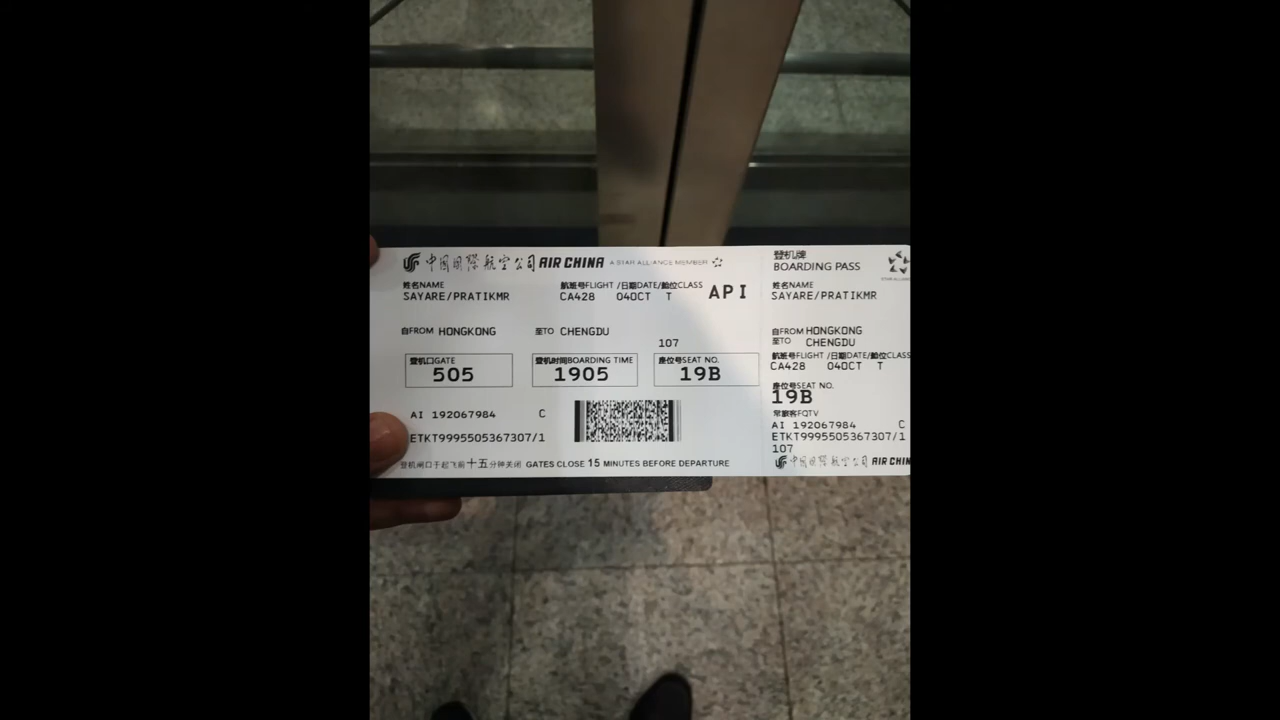 中国国际航空公司 AIR CHINA A STAR ALLIANCE MEMBER
姓名NAME 航班号FLIGHT /日期DATE/舱位CLASS
SAYARE/PRATIKMR CA428 04OCT T API
自FROM HONGKONG 至TO CHENGDU
107
登机口GATE 登机时间BOARDING TIME 座位号SEAT NO.
505 1905 19B
AI 192067984 C
ETKT9995505367307/1
登机闸口于起飞前十五分钟关闭 GATES CLOSE 15 MINUTES BEFORE DEPARTURE
登机牌
BOARDING PASS
STAR ALLIAN
姓名NAME
SAYARE/PRATIKMR
自FROM HONGKONG
至TO CHENGDU
航班号FLIGHT /日期DATE/舱位CLASS
CA428 04OCT T
座位号SEAT NO.
19B
常旅客FQTV
AI 192067984 C
ETKT9995505367307/1
107
中国国际航空公司 AIR CHIN